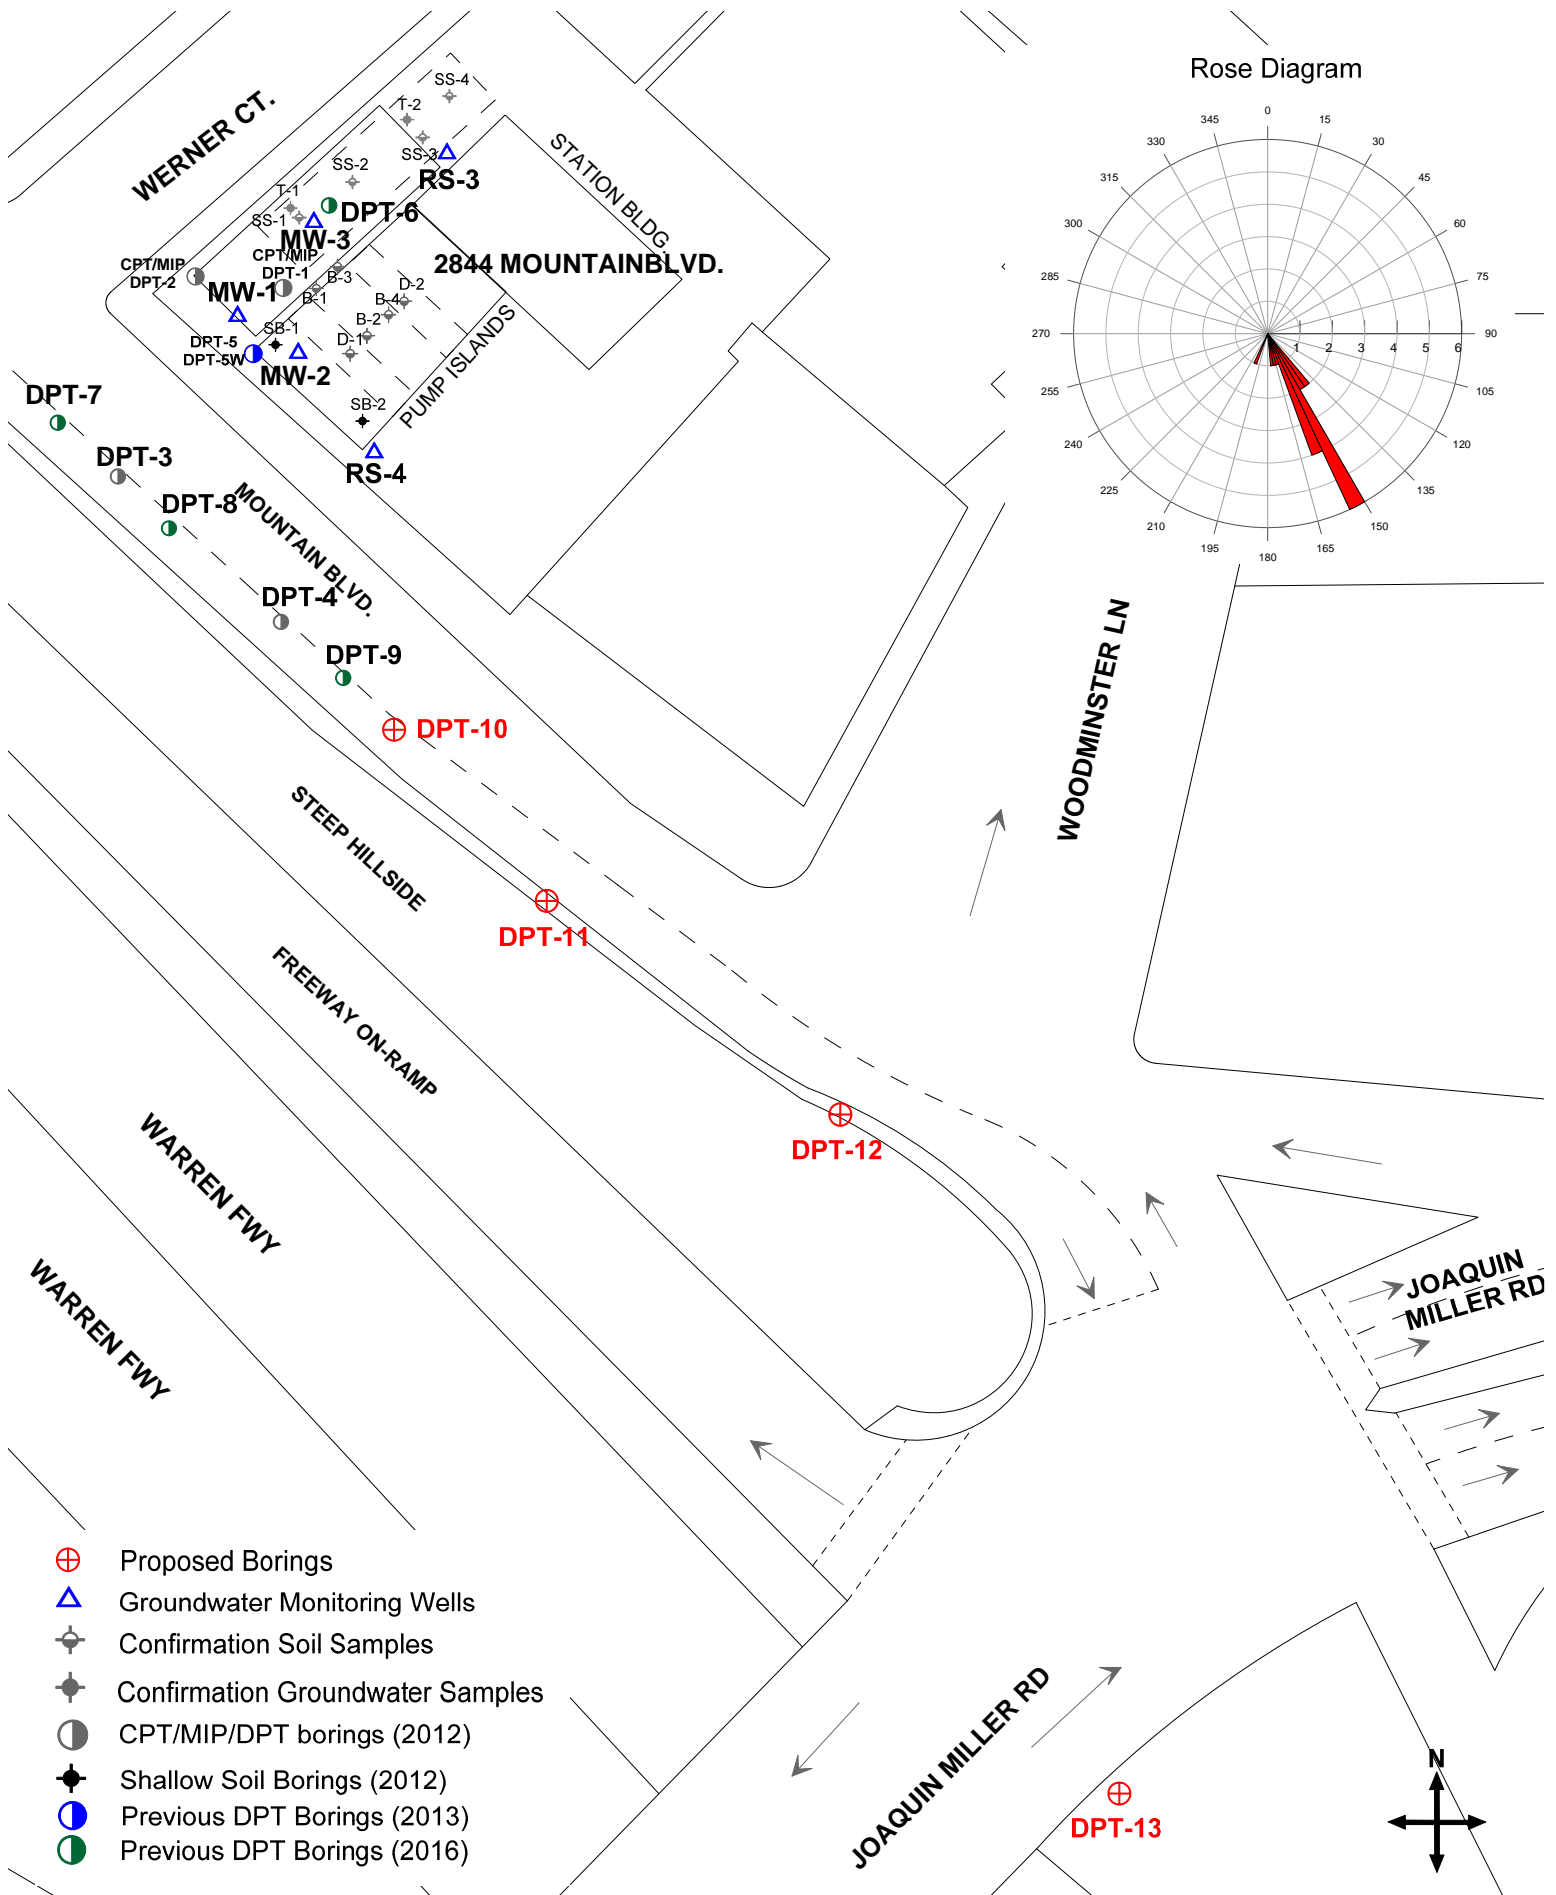 Rose Diagram
0
15
30
45
60
75
90
105
120
135
150
165
180
195
210
225
240
255
270
285
300
315
330
345
1
2
3
4
5
6
WERNER CT.
SS-4
T-2
SS-3
RS-3
SS-2
T-1
SS-1
DPT-6
MW-3
STATION BLDG.
2844 MOUNTAINBLVD.
CPT/MIP
DPT-2
CPT/MIP
DPT-1
MW-1
B-3
B-1
D-2
B-4
B-2
D-1
SB-1
DPT-5
DPT-5W
MW-2
PUMP ISLANDS
SB-2
RS-4
DPT-7
DPT-3
DPT-8
MOUNTAIN BLVD.
DPT-4
DPT-9
DPT-10
WOODMINSTER LN
STEEP HILLSIDE
DPT-11
FREEWAY ON-RAMP
DPT-12
WARREN FWY
WARREN FWY
JOAQUIN
MILLER RD
JOAQUIN MILLER RD
DPT-13
N
Proposed Borings
Groundwater Monitoring Wells
Confirmation Soil Samples
Confirmation Groundwater Samples
CPT/MIP/DPT borings (2012)
Shallow Soil Borings (2012)
Previous DPT Borings (2013)
Previous DPT Borings (2016)